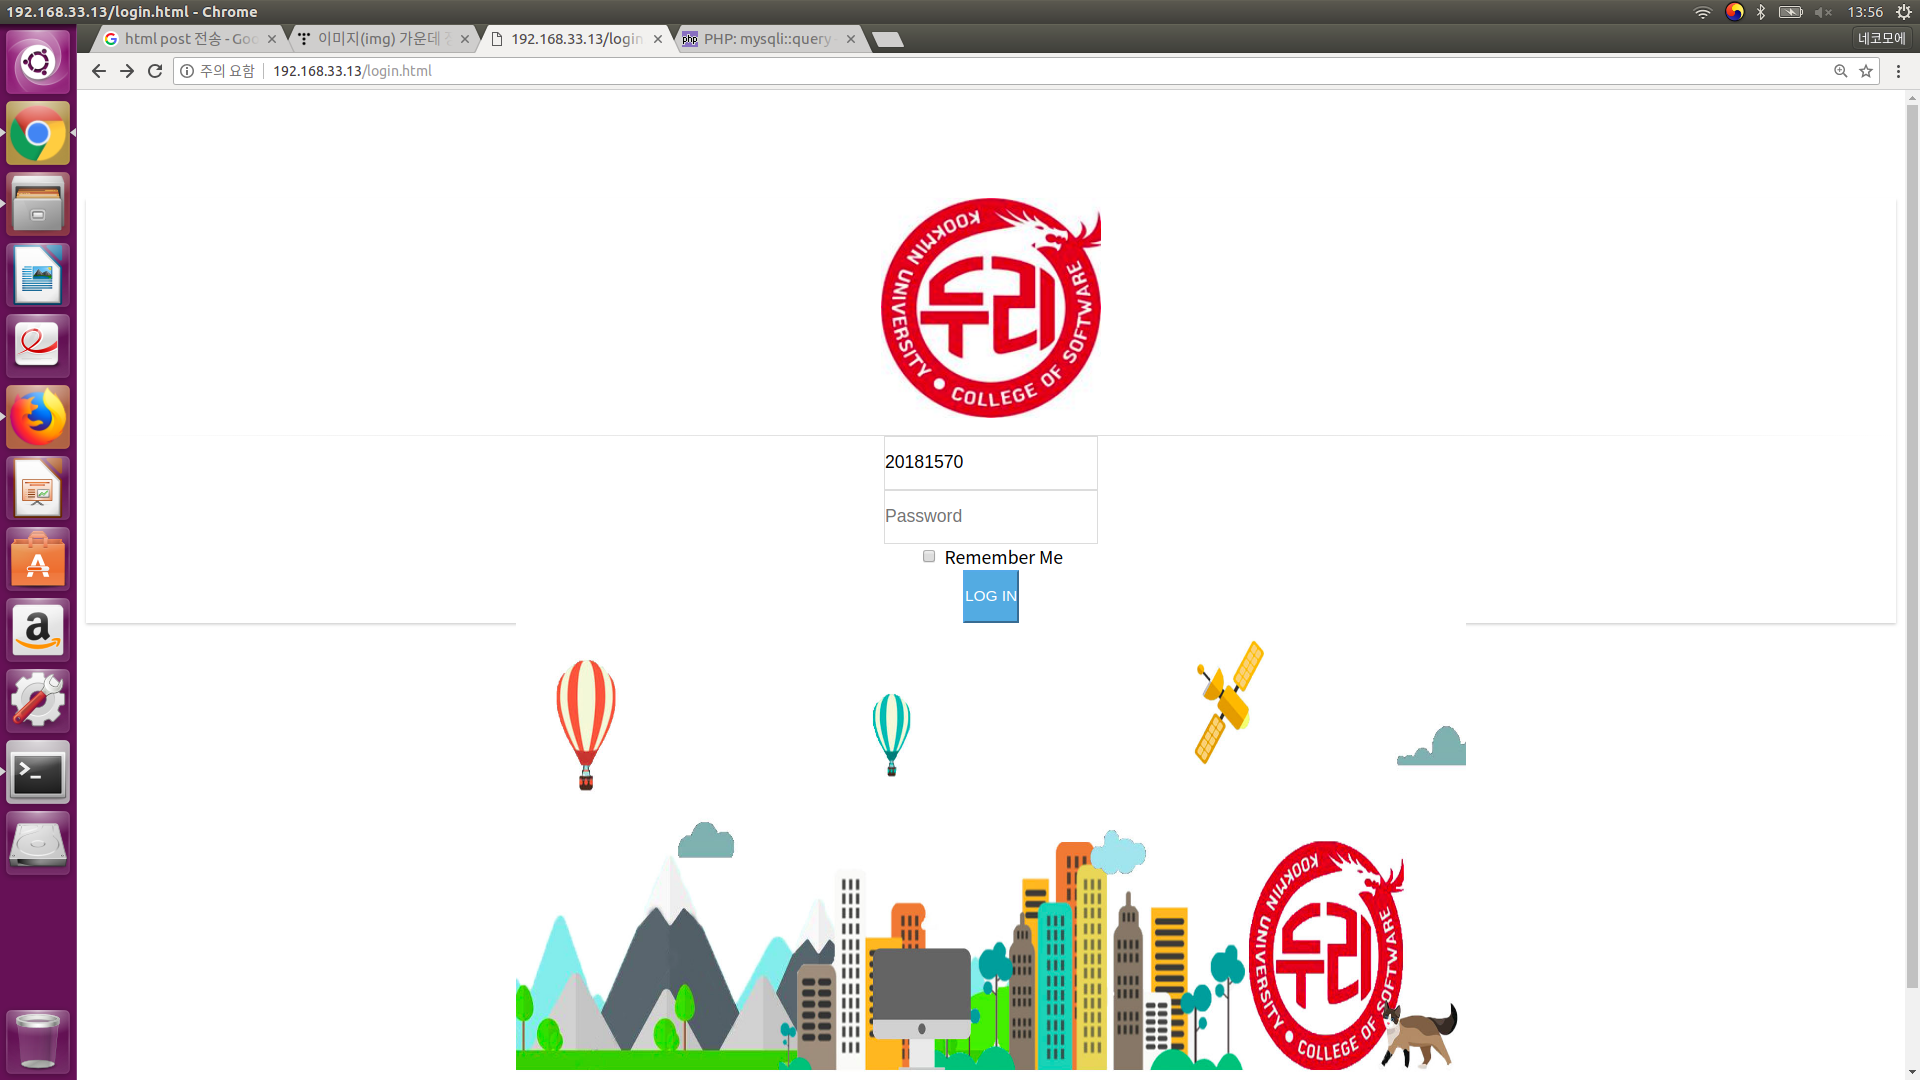 192.168.33.13/login.html - Chrome
13:56
html post 전송 - Goo
이미지(img) 가운데 정
192.168.33.13/login
PHP: mysqli::query -
네코모에
주의 요함
192.168.33.13/login.html
KOOKMIN UNIVERSITY • COLLEGE OF SOFTWARE
우리
20181570
Password
Remember Me
LOG IN
KOOKMIN UNIVERSITY • COLLEGE OF SOFTWARE
우리